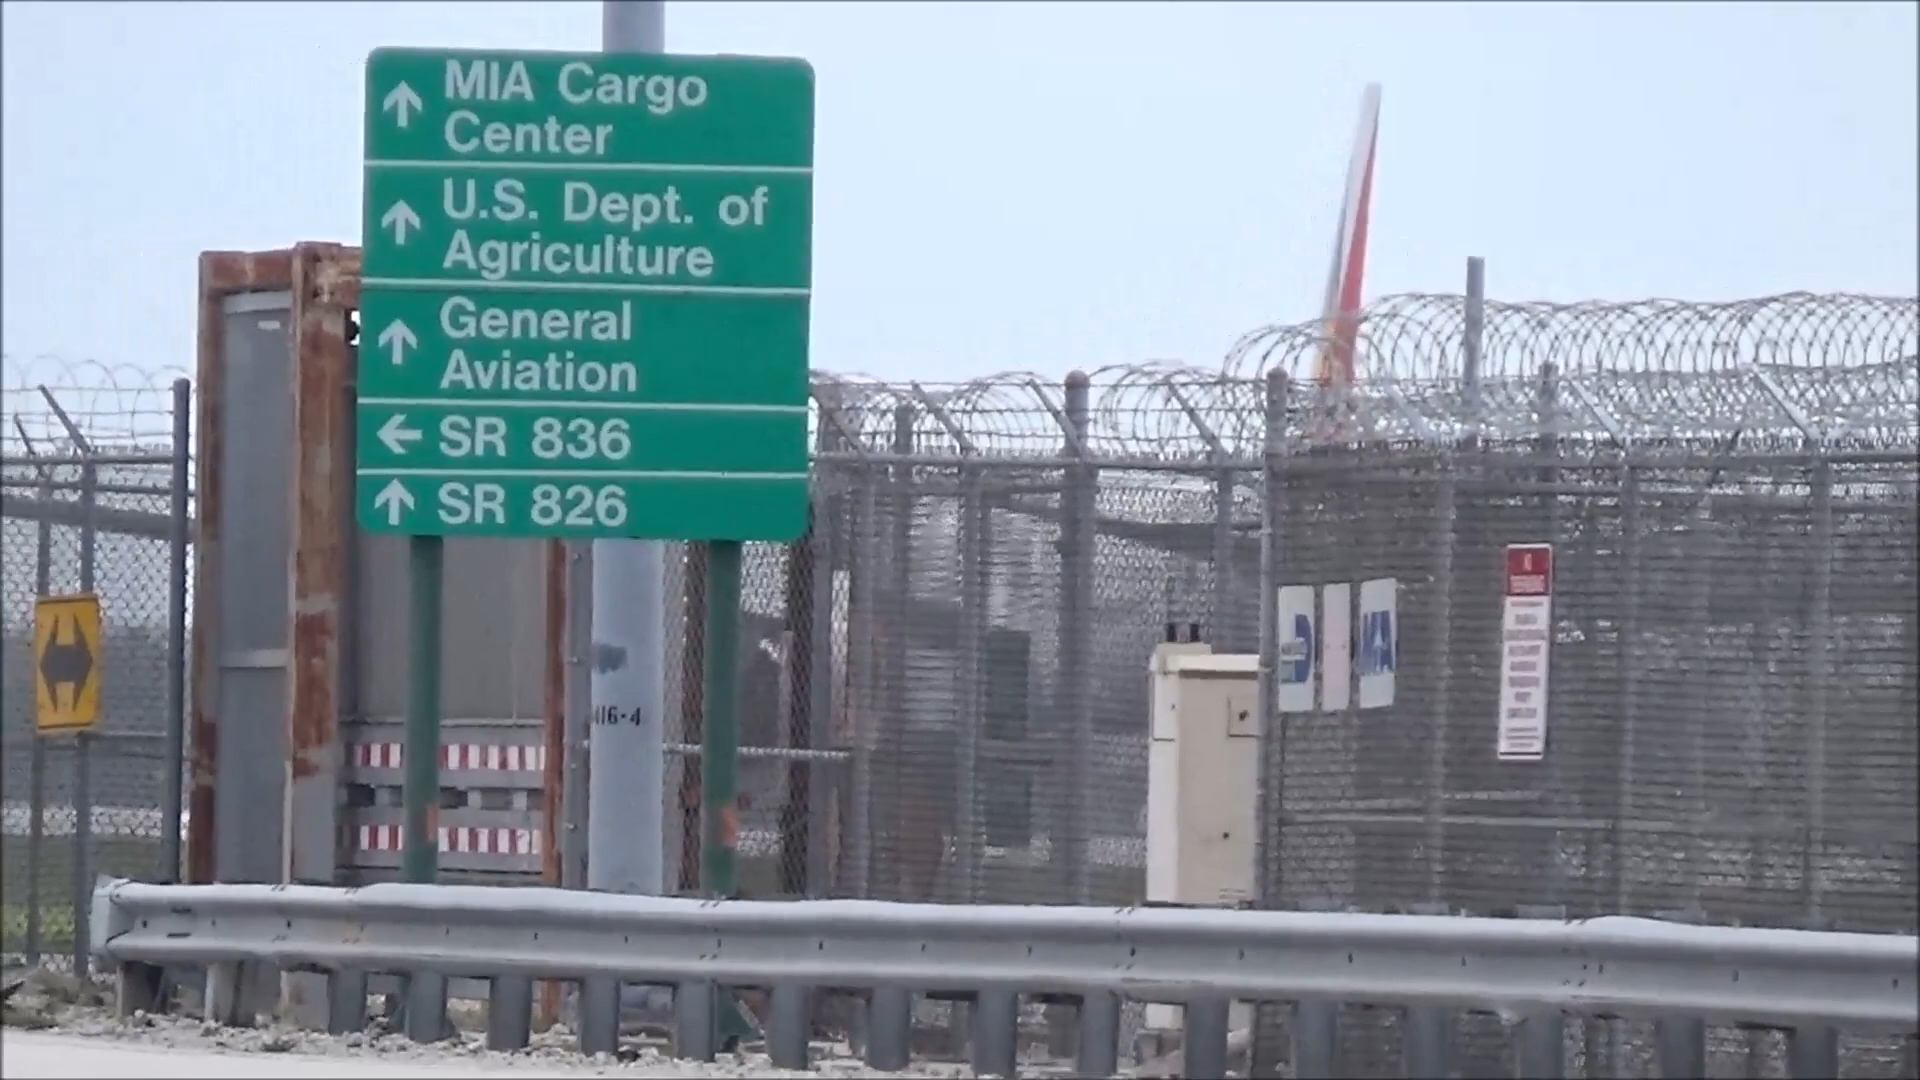 MIA Cargo
Center
U.S. Dept. of
Agriculture
General
Aviation
SR 836
SR 826
416-4
MIA